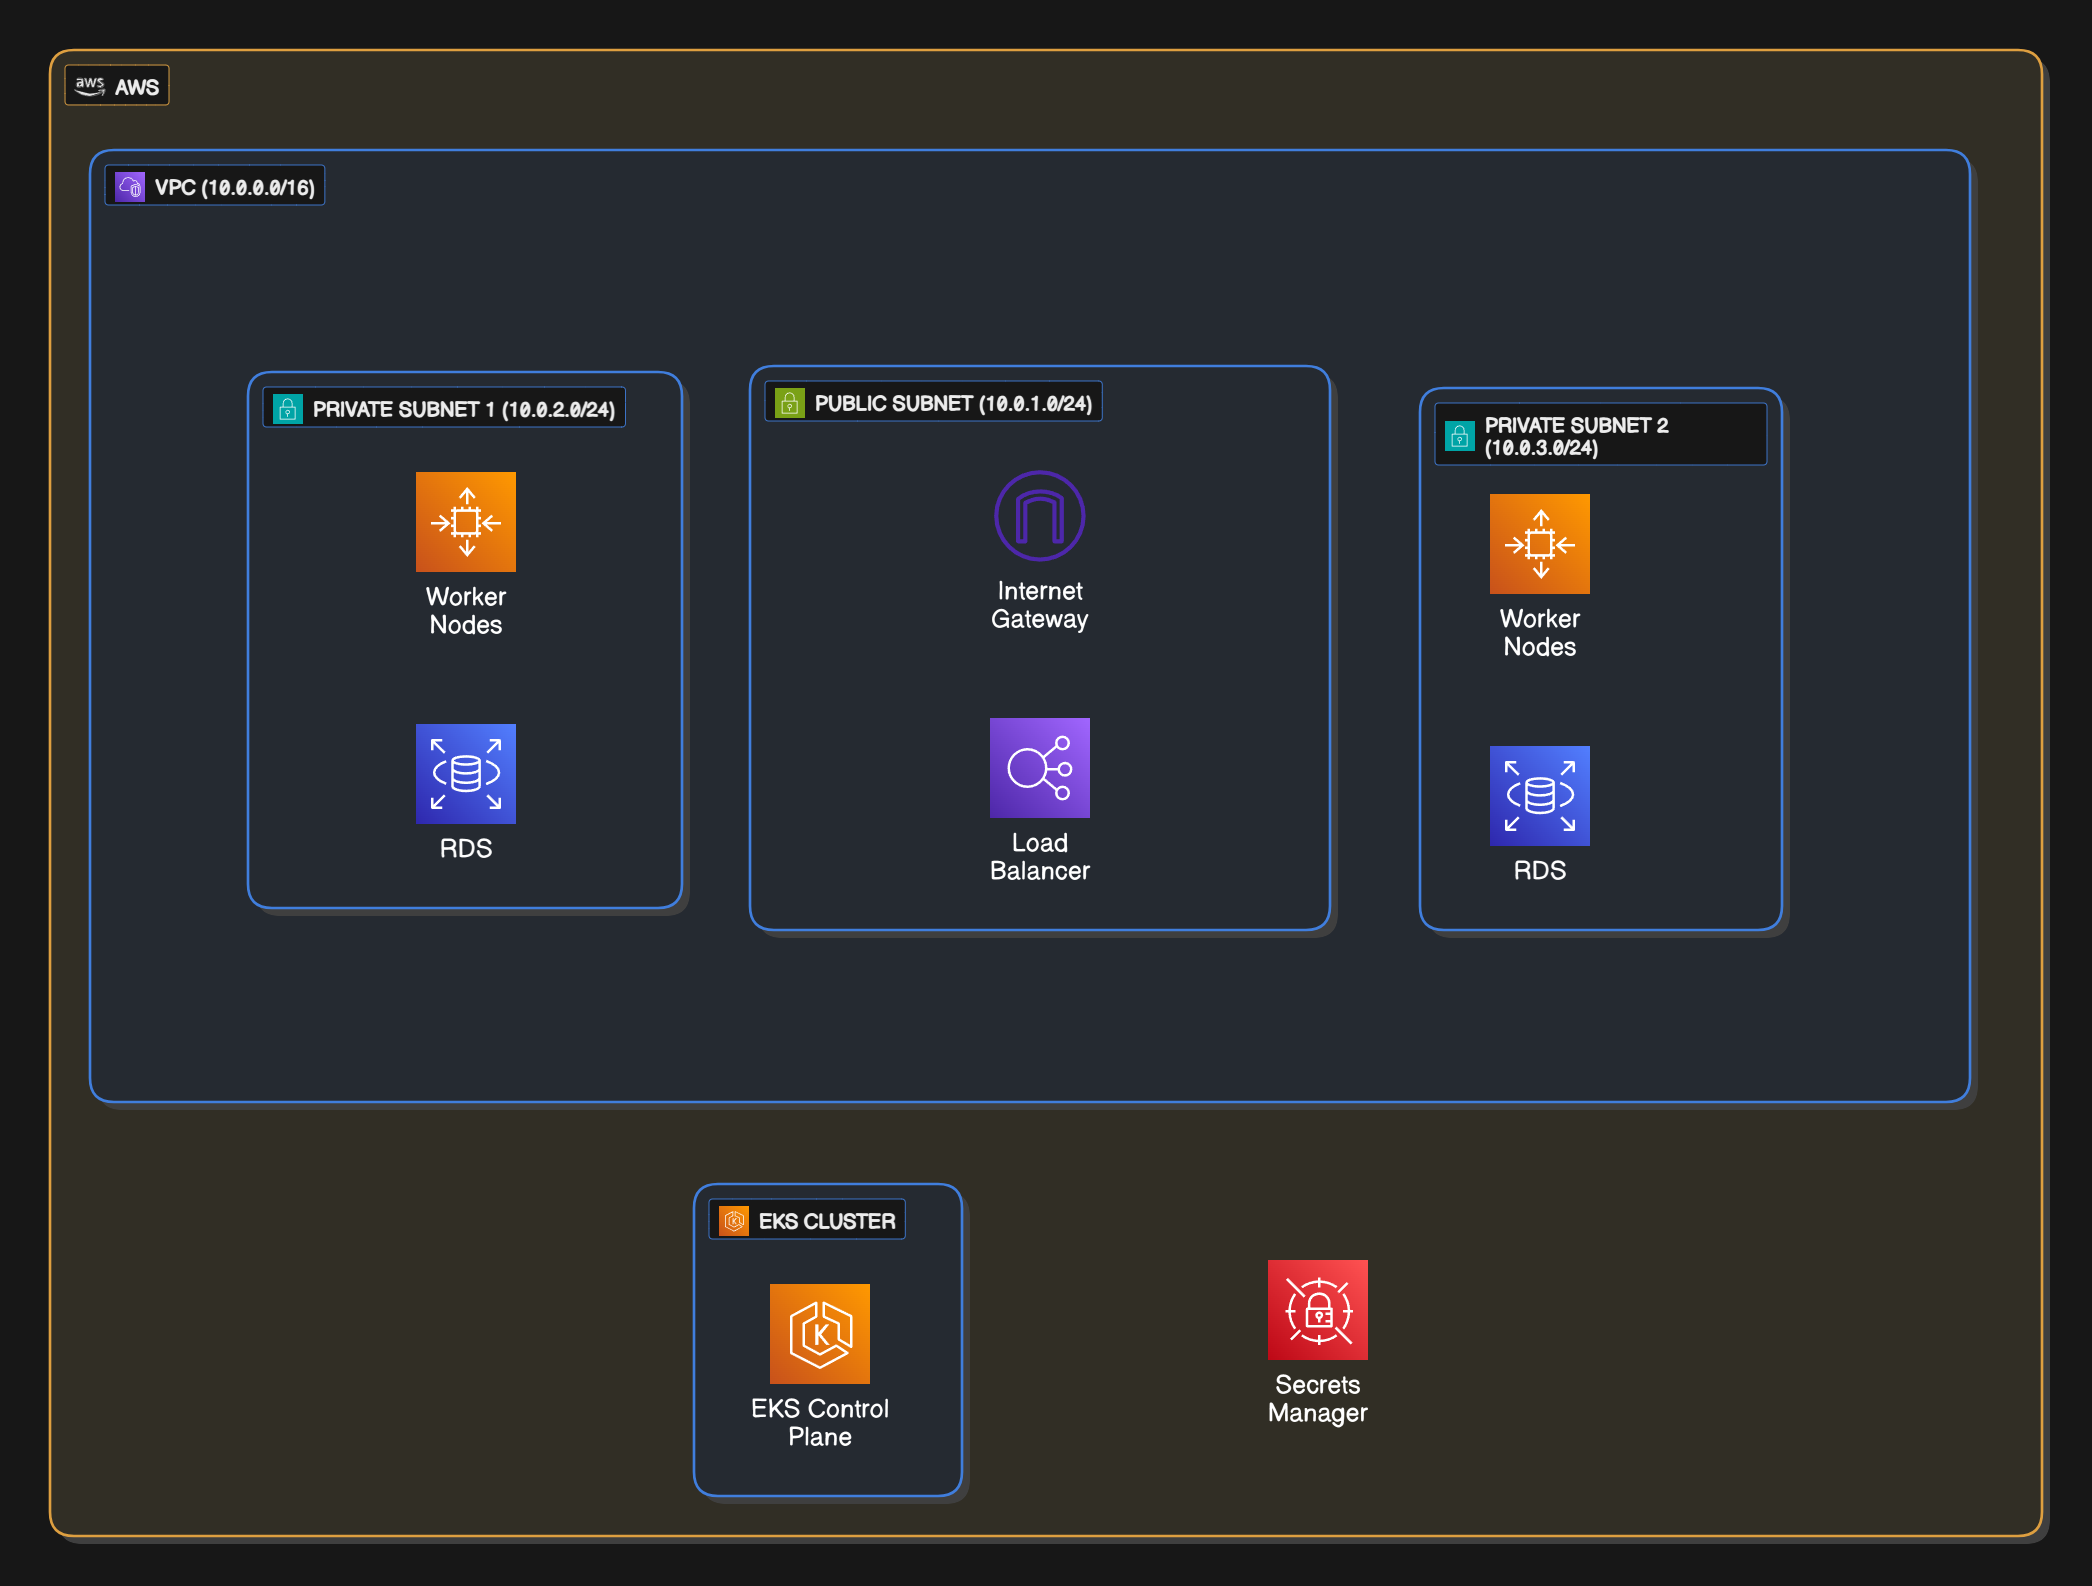 aws AWS
VPC (10.0.0.0/16)
PRIVATE SUBNET 1 (10.0.2.0/24)
Worker
Nodes
RDS
PUBLIC SUBNET (10.0.1.0/24)
Internet
Gateway
Load
Balancer
PRIVATE SUBNET 2
(10.0.3.0/24)
Worker
Nodes
RDS
EKS CLUSTER
K
EKS Control
Plane
Secrets
Manager